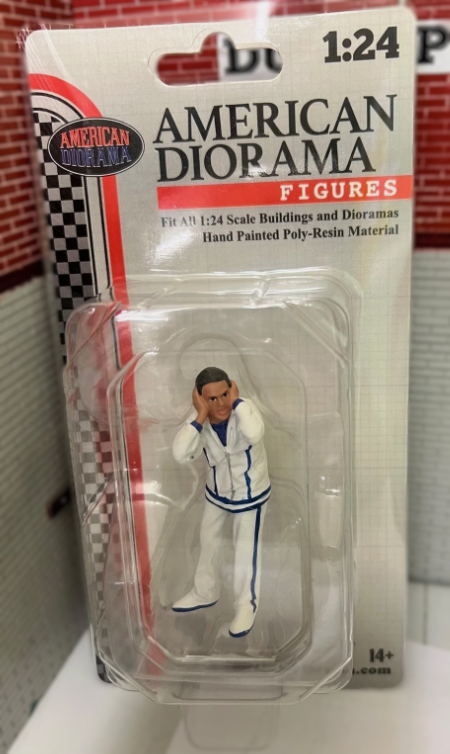 1:24
AMERICAN
DIORAMA
AMERICAN
DIORAMA
FIGURES
Fit All 1:24 Scale Buildings and Dioramas
Hand Painted Poly-Resin Material
14+
.com